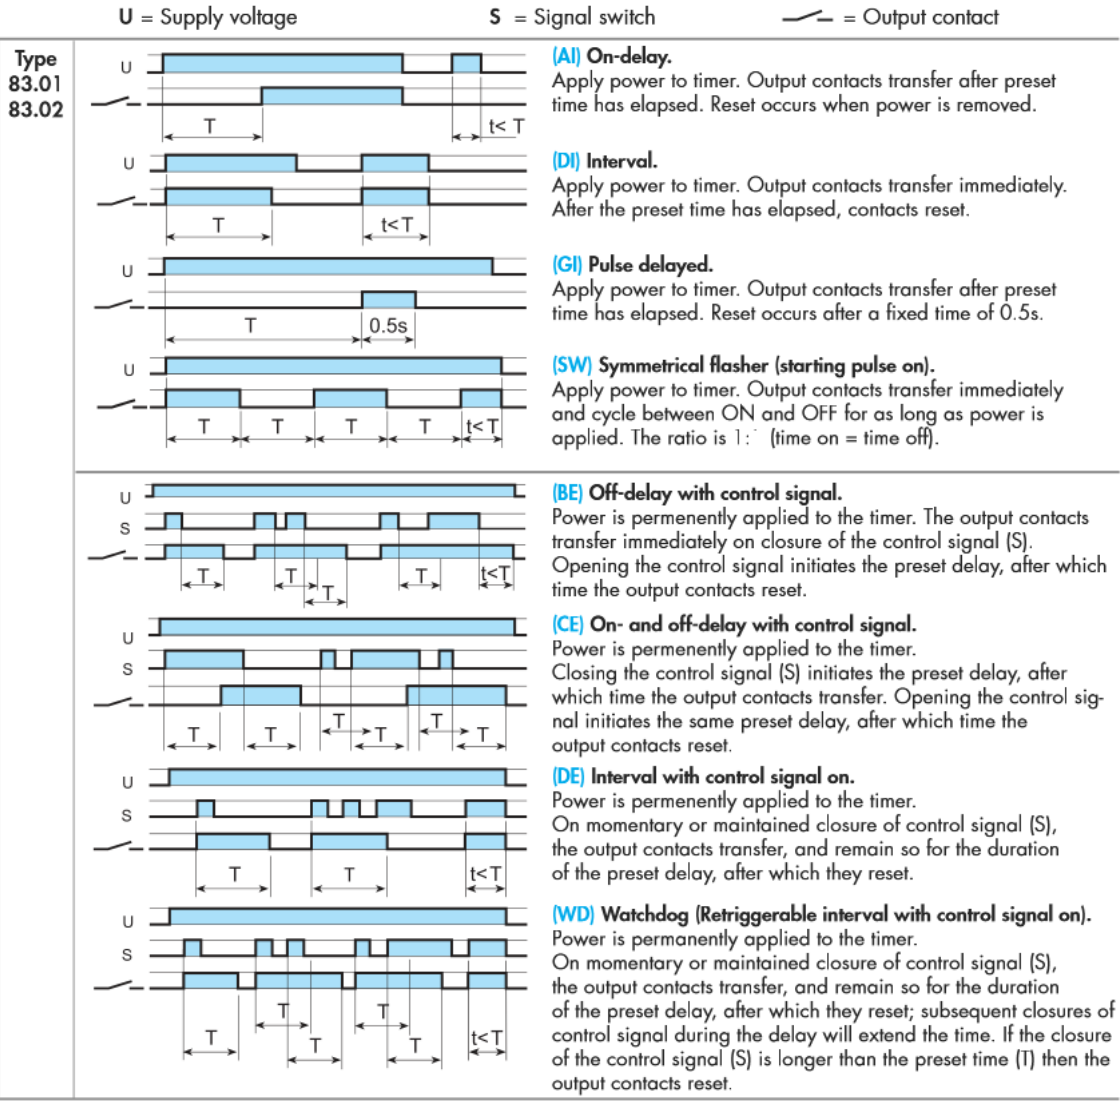 U = Supply voltage
S = Signal switch
= Output contact
Type
83.01
83.02
U
T
t< T
(AI) On-delay.
Apply power to timer. Output contacts transfer after preset
time has elapsed. Reset occurs when power is removed.
U
T
t<T
(DI) Interval.
Apply power to timer. Output contacts transfer immediately.
After the preset time has elapsed, contacts reset.
U
T
0.5s
(GI) Pulse delayed.
Apply power to timer. Output contacts transfer after preset
time has elapsed. Reset occurs after a fixed time of 0.5s.
U
T T T T t<T
(SW) Symmetrical flasher (starting pulse on).
Apply power to timer. Output contacts transfer immediately
and cycle between ON and OFF for as long as power is
applied. The ratio is (time on = time off).
U
S
T T T t<T
T
(BE) Off-delay with control signal.
Power is permenently applied to the timer. The output contacts
transfer immediately on closure of the control signal (S).
Opening the control signal initiates the preset delay, after which
time the output contacts reset.
U
S
T T
T T T T
(CE) On- and off-delay with control signal.
Power is permenently applied to the timer.
Closing the control signal (S) initiates the preset delay, after
which time the output contacts transfer. Opening the control sig-
nal initiates the same preset delay, after which time the
output contacts reset.
U
S
T T t<T
(DE) Interval with control signal on.
Power is permenently applied to the timer.
On momentary or maintained closure of control signal (S),
the output contacts transfer, and remain so for the duration
of the preset delay, after which they reset.
U
S
T T
T T T t<T
(WD) Watchdog (Retriggerable interval with control signal on).
Power is permanently applied to the timer.
On momentary or maintained closure of control signal (S),
the output contacts transfer, and remain so for the duration
of the preset delay, after which they reset; subsequent closures of
control signal during the delay will extend the time. If the closure
of the control signal (S) is longer than the preset time (T) then the
output contacts reset.